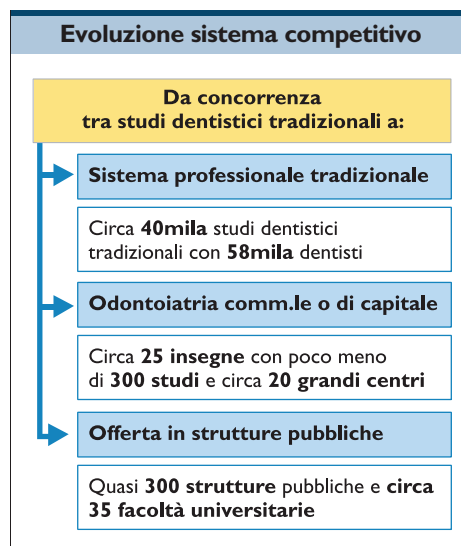 Evoluzione sistema competitivo
Da concorrenza
tra studi dentistici tradizionali a:
Sistema professionale tradizionale
Circa 40mila studi dentistici
tradizionali con 58mila dentisti
Odontoiatria comm.le o di capitale
Circa 25 insegne con poco meno
di 300 studi e circa 20 grandi centri
Offerta in strutture pubbliche
Quasi 300 strutture pubbliche e circa
35 facoltà universitarie